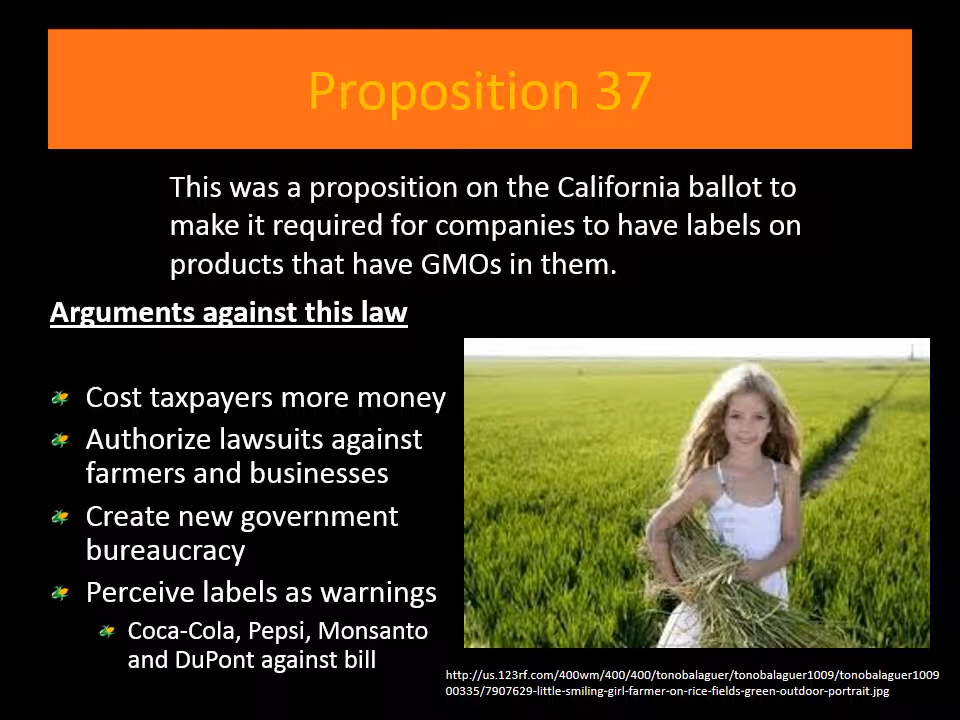 Proposition 37
This was a proposition on the California ballot to
make it required for companies to have labels on
products that have GMOs in them.
Arguments against this law
Cost taxpayers more money
Authorize lawsuits against
farmers and businesses
Create new government
bureaucracy
Perceive labels as warnings
Coca-Cola, Pepsi, Monsanto
and DuPont against bill
http://us.123rf.com/400wm/400/400/tonobalaguer/tonobalaguer1009/tonobalaguer1009
00335/7907629-little-smiling-girl-farmer-on-rice-fields-green-outdoor-portrait.jpg